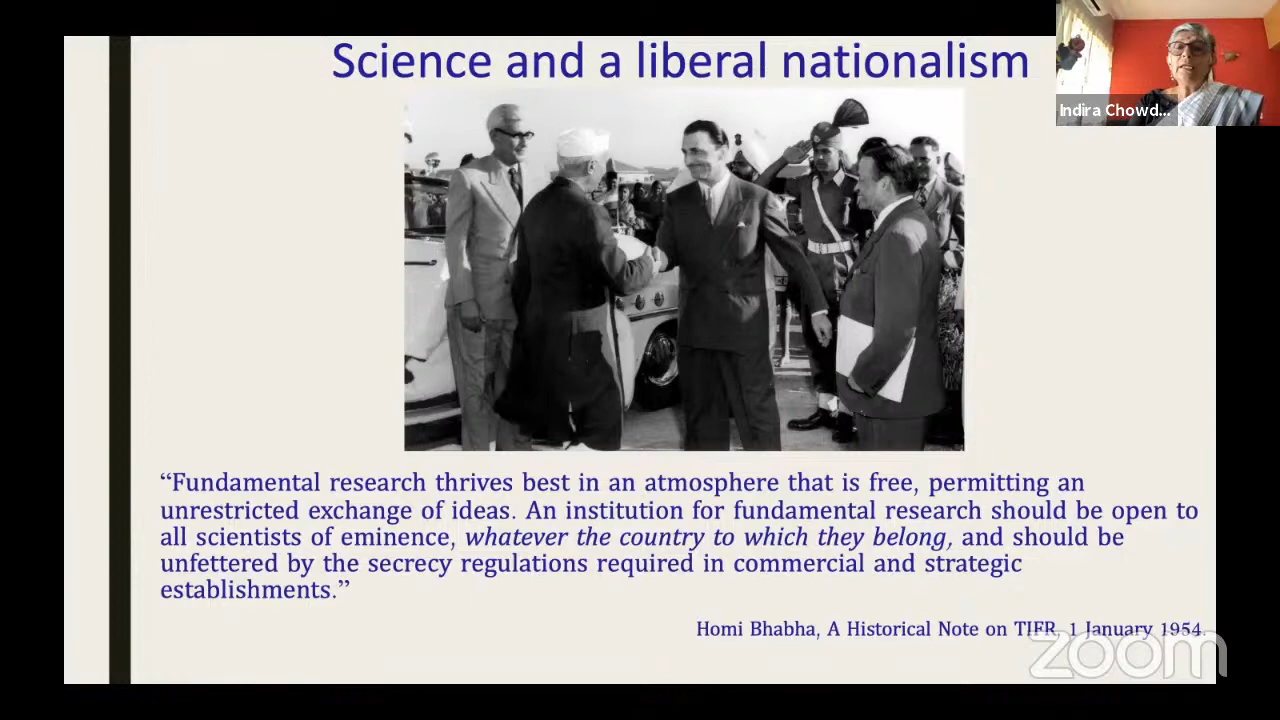 Science and a liberal nationalism
Indira Chowd...
“Fundamental research thrives best in an atmosphere that is free, permitting an
unrestricted exchange of ideas. An institution for fundamental research should be open to
all scientists of eminence, whatever the country to which they belong, and should be
unfettered by the secrecy regulations required in commercial and strategic
establishments.”
Homi Bhabha, A Historical Note on TIFR, 1 January 1954.
zoom